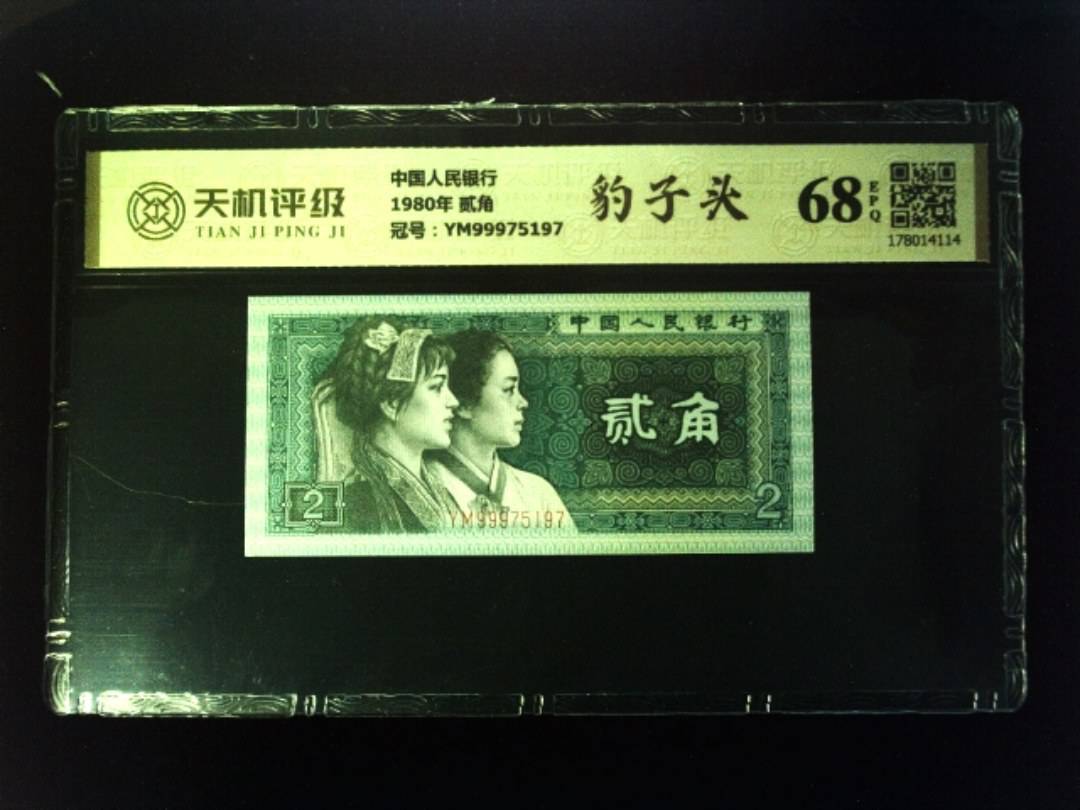 天机评级
TIAN JI PING JI
中国人民银行
1980年 贰角
冠号：YM99975197
豹子头
68
EPQ
178014114
中国人民银行
贰角
2
YM99975197
2